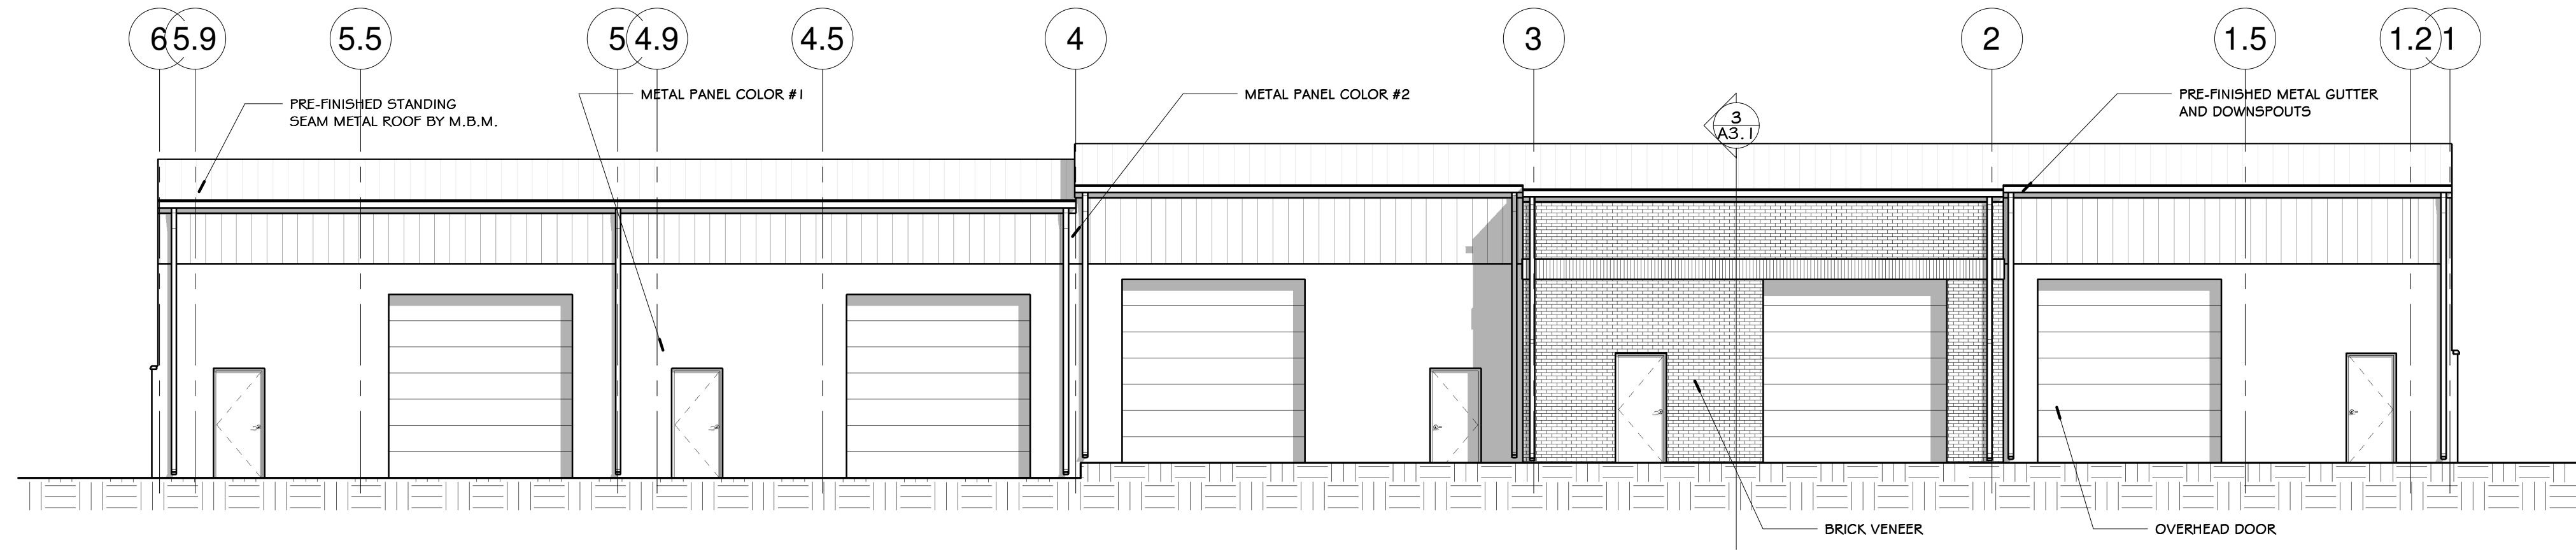 6
5.9
5.5
5
4.9
4.5
4
3
2
1.5
1.2
1
PRE-FINISHED STANDING
SEAM METAL ROOF BY M.B.M.
METAL PANEL COLOR #1
METAL PANEL COLOR #2
3
A3.1
PRE-FINISHED METAL GUTTER
AND DOWNSPOUTS
BRICK VENEER
OVERHEAD DOOR